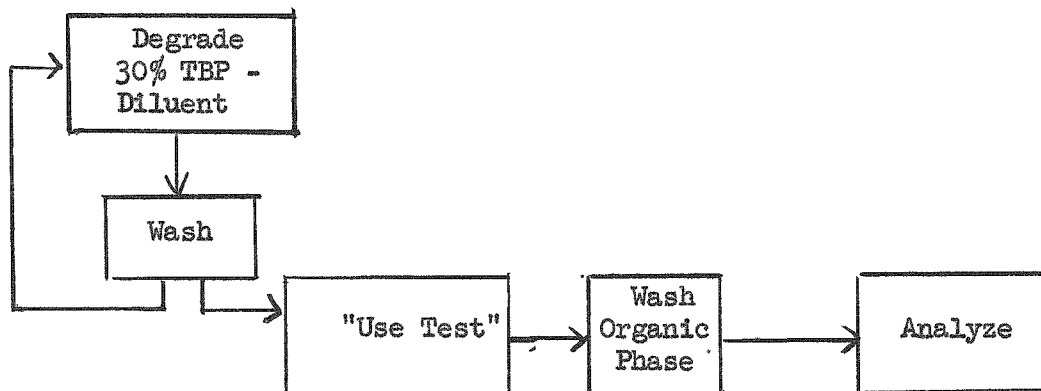 Degrade
30% TBP -
Diluent
Wash
"Use Test"
Wash
Organic
Phase
Analyze